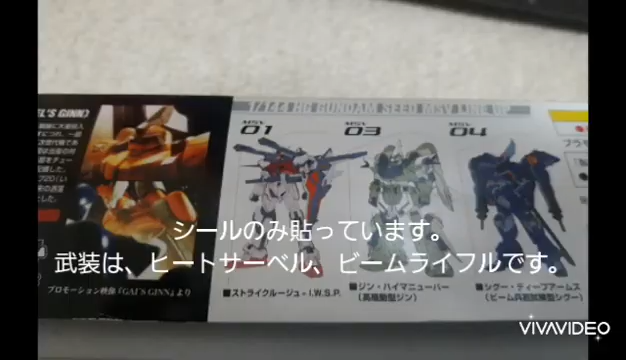 EL'S GINN〉
1/144 HG GUNDAM SEED MSV LINE UP
MSV
01
MSV
03
MSV
04
シールのみ貼っています。
武装は、ヒートサーベル、ビームライフルです。
■ストライクルージュ+I.W.S.P.
■ジン・ハイマニューバ
(高機動型ジン)
■シグー・ディープアームズ
(ビーム兵器試験型シグー)
プロモーション映像『GAI'S GINN』より
VIVAVIDEO